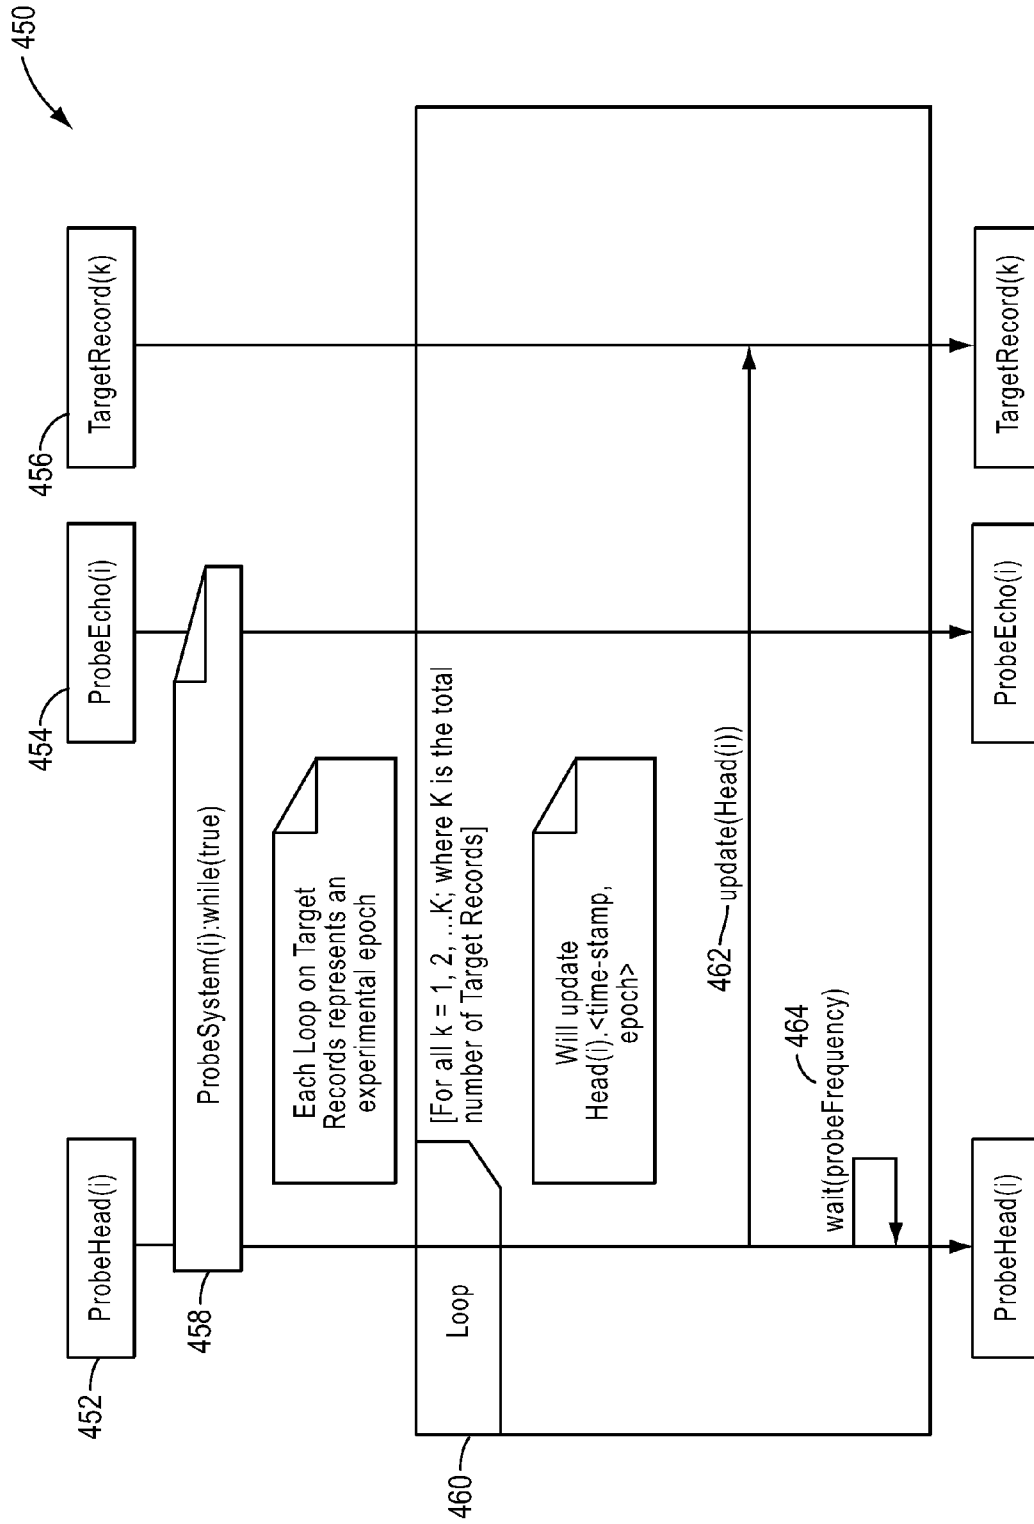 450
452
ProbeHead(i)
454
ProbeEcho(i)
456
TargetRecord(k)
458
ProbeSystem(i):while(true)
Each Loop on Target
Records represents an
experimental epoch
460
Loop
[For all k = 1, 2, ...K; where K is the total
number of Target Records]
Will update
Head(i).<time-stamp,
epoch>
462
update(Head(i))
464
wait(probeFrequency)
ProbeHead(i)
ProbeEcho(i)
TargetRecord(k)